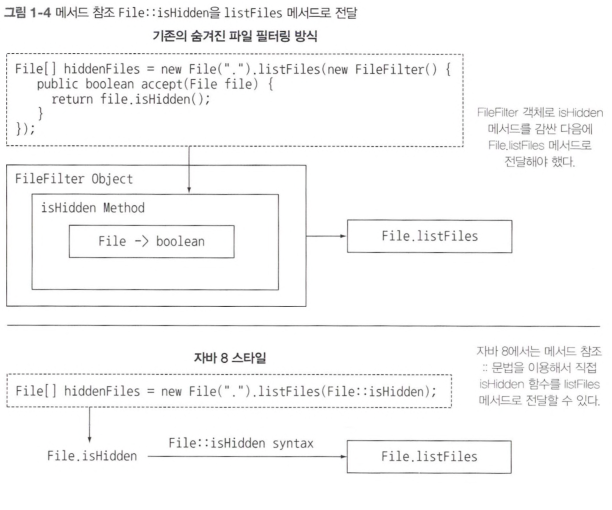 그림 1-4 메서드 참조 File::isHidden을 listFiles 메서드로 전달
기존의 숨겨진 파일 필터링 방식
File[] hiddenFiles = new File(".").listFiles(new FileFilter() {
public boolean accept(File file) {
return file.isHidden();
}
});
FileFilter 객체로 isHidden
메서드를 감싼 다음에
File.listFiles 메서드로
전달해야 했다.
FileFilter Object
isHidden Method
File -> boolean
File.listFiles
자바 8 스타일
자바 8에서는 메서드 참조
:: 문법을 이용해서 직접
isHidden 함수를 listFiles
메서드로 전달할 수 있다.
File[] hiddenFiles = new File(".").listFiles(File::isHidden);
File.isHidden
File::isHidden syntax
File.listFiles